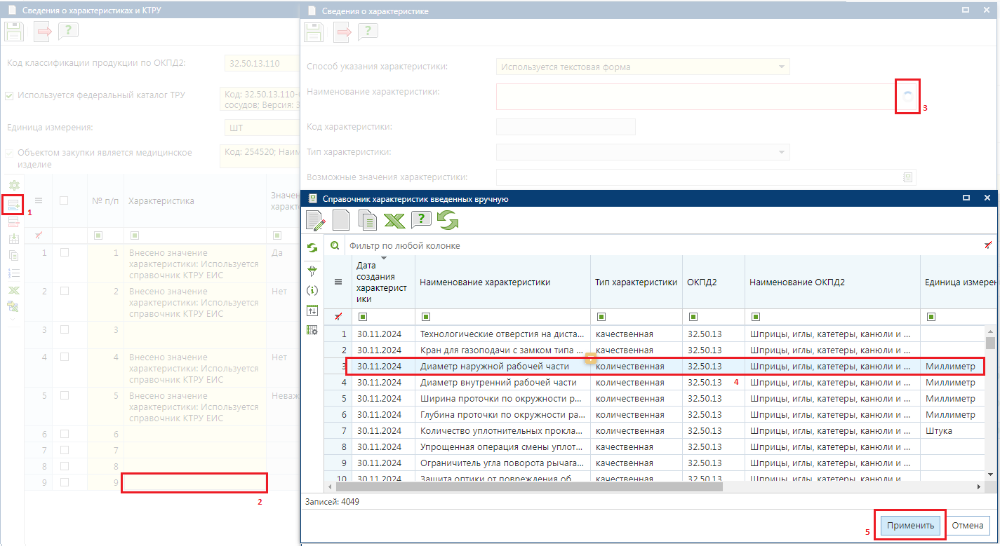 Сведения о характеристиках и КТРУ
Код классификации продукции по ОКПД2:
32.50.13.110
Используется федеральный каталог ТРУ
Код: 32.50.13.110-
сосудов; Версия:
Единица измерения:
ШТ
Объектом закупки является медицинское
изделие
Код: 254520; Наим
1
№ п/п
Характеристика
Значен
характе
1
1
Внесено значение
характеристики: Используется
справочник КТРУ ЕИС
Да
2
2
Внесено значение
характеристики: Используется
справочник КТРУ ЕИС
Нет
3
3
4
4
Внесено значение
характеристики: Используется
справочник КТРУ ЕИС
Нет
5
5
Внесено значение
характеристики: Используется
справочник КТРУ ЕИС
Неваж
6
6
7
7
8
8
9
9
2
Сведения о характеристике
Способ указания характеристики:
Используется текстовая форма
Наименование характеристики:
3
Код характеристики:
Тип характеристики:
Возможные значения характеристики:
Справочник характеристик введенных вручную
Фильтр по любой колонке
Дата
создания
характерист
ики
Наименование характеристики
Тип характеристики
ОКПД2
Наименование ОКПД2
Единица измерен
1 30.11.2024 Технологические отверстия на диста... качественная 32.50.13 Шприцы, иглы, катетеры, канюли и ...
2 30.11.2024 Кран для газоподачи с замком типа ... качественная 32.50.13 Шприцы, иглы, катетеры, канюли и ...
3 30.11.2024 Диаметр наружной рабочей части количественная 32.50.13 Шприцы, иглы, катетеры, канюли и ... Миллиметр
4 30.11.2024 Диаметр внутренний рабочей части количественная 32.50.13 4 Шприцы, иглы, катетеры, канюли и ... Миллиметр
5 30.11.2024 Ширина проточки по окружности р... количественная 32.50.13 Шприцы, иглы, катетеры, канюли и ... Миллиметр
6 30.11.2024 Глубина проточки по окружности ра... количественная 32.50.13 Шприцы, иглы, катетеры, канюли и ... Миллиметр
7 30.11.2024 Количество уплотнительных прокла... количественная 32.50.13 Шприцы, иглы, катетеры, канюли и ... Штука
8 30.11.2024 Упрощенная операция смены уплот... качественная 32.50.13 Шприцы, иглы, катетеры, канюли и ...
9 30.11.2024 Ограничитель угла поворота рычага... качественная 32.50.13 Шприцы, иглы, катетеры, канюли и ...
10 30.11.2024 Защита оптики от повреждения об... качественная 32.50.13 Шприцы, иглы, катетеры, канюли и ...
Записей: 4049
5
Применить
Отмена